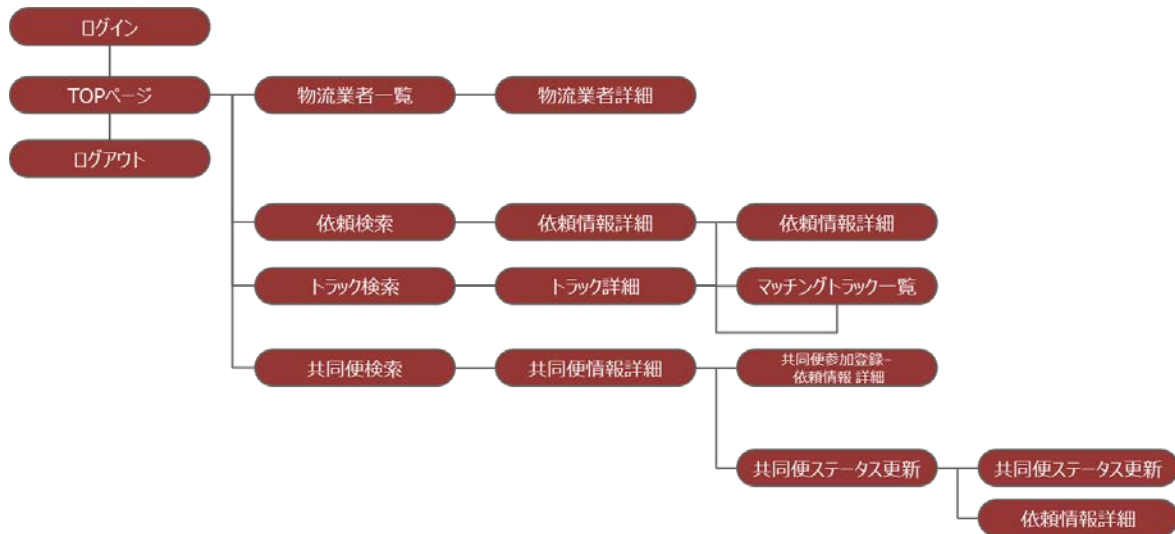 ログイン
TOPページ
物流業者一覧
物流業者詳細
ログアウト
依頼検索
依頼情報詳細
依頼情報詳細
トラック検索
トラック詳細
マッチングトラック一覧
共同便検索
共同便情報詳細
共同便参加登録-
依頼情報 詳細
共同便ステータス更新
共同便ステータス更新
依頼情報詳細